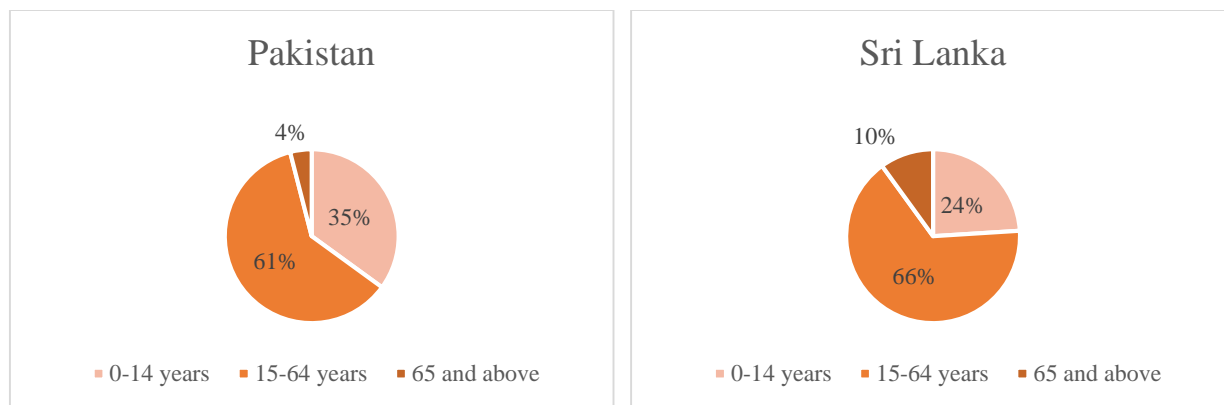 Pakistan
4%
35%
61%
0-14 years 15-64 years 65 and above
Sri Lanka
10%
24%
66%
0-14 years 15-64 years 65 and above